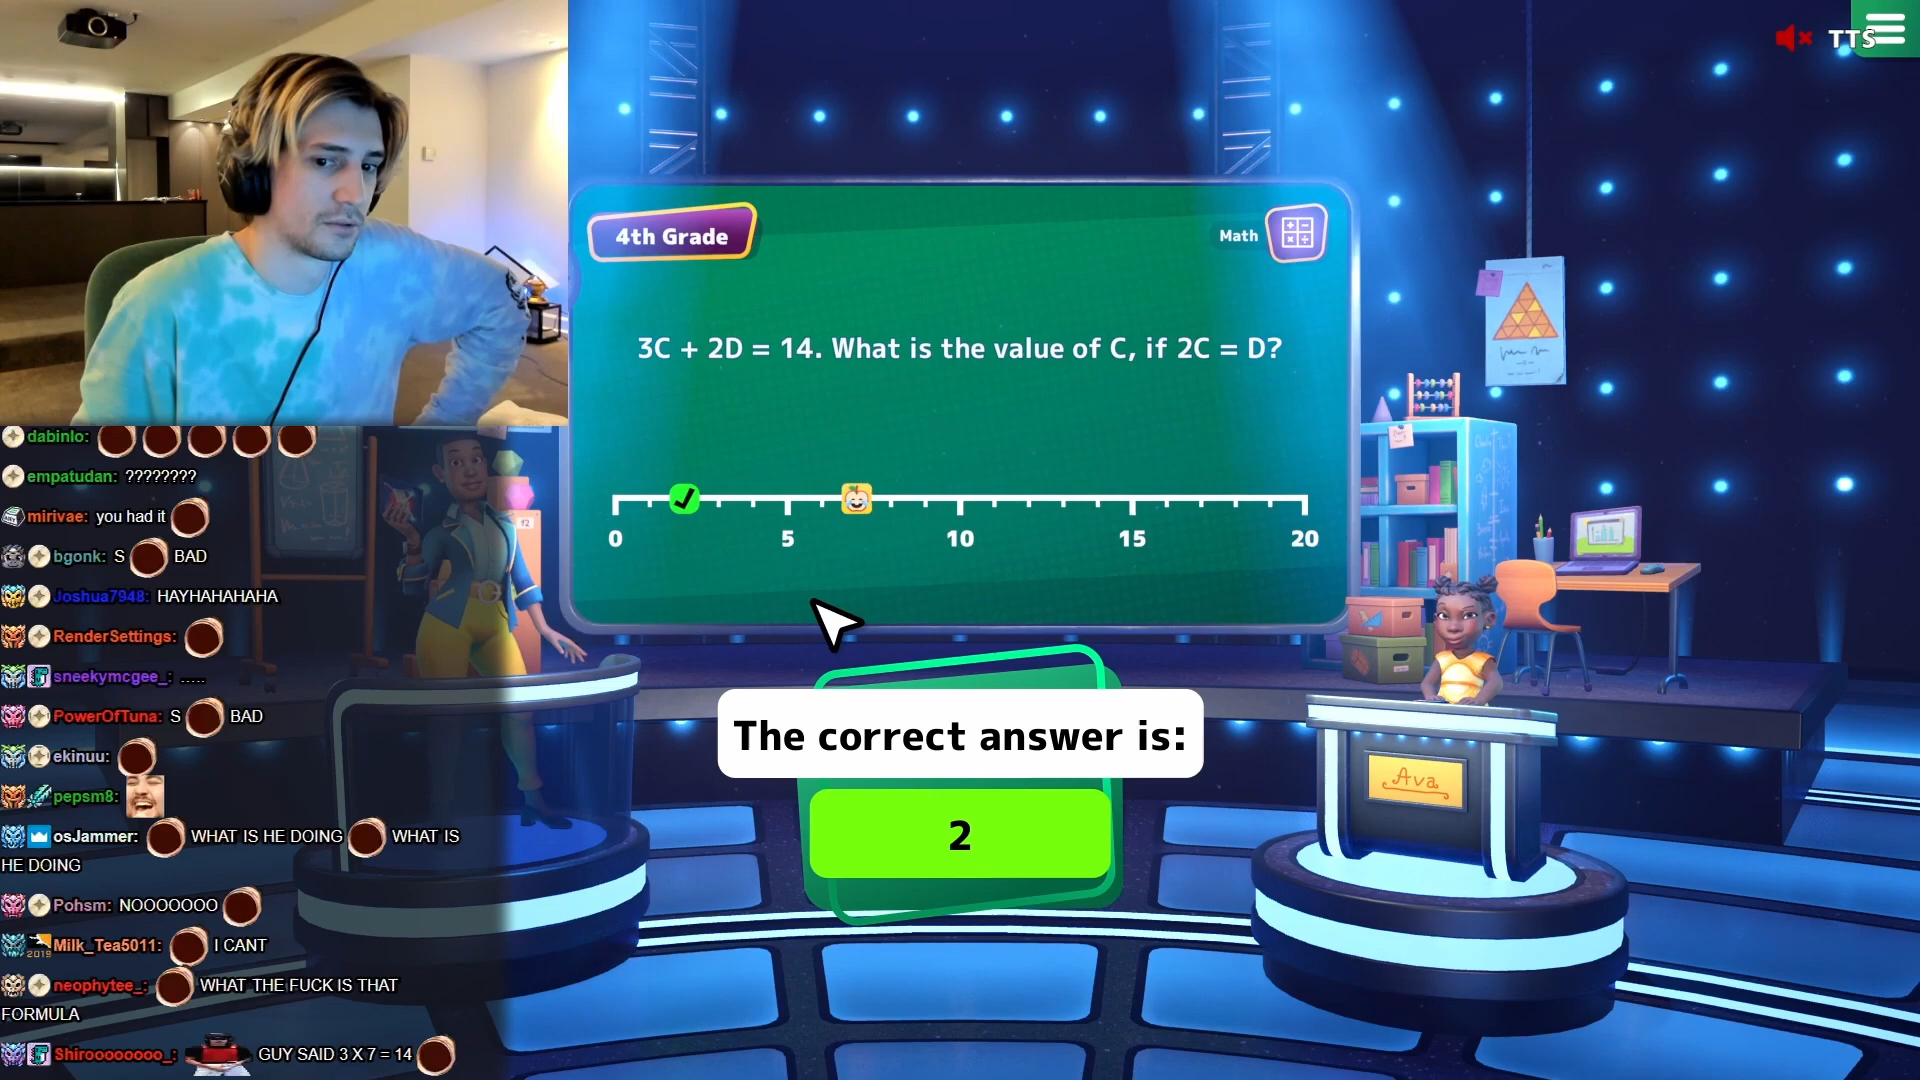 TTS
4th Grade
Math
3C + 2D = 14. What is the value of C, if 2C = D?
0 5 10 15 20
The correct answer is:
2
Ava
dabinlo:
empatudan: ????????
mirivae: you had it
bgonk: S BAD
Joshua7948: HAYHAHAHAHA
RenderSettings:
sneekymcgee_: .....
PowerOfTuna: S BAD
ekinuu:
pepsm8:
osJammer: WHAT IS HE DOING WHAT IS
HE DOING
Pohsm: NOOOOOOO
2019 Milk_Tea5011: I CANT
neophytee_: WHAT THE FUCK IS THAT
FORMULA
Shiroooooooo_: GUY SAID 3 X 7 = 14